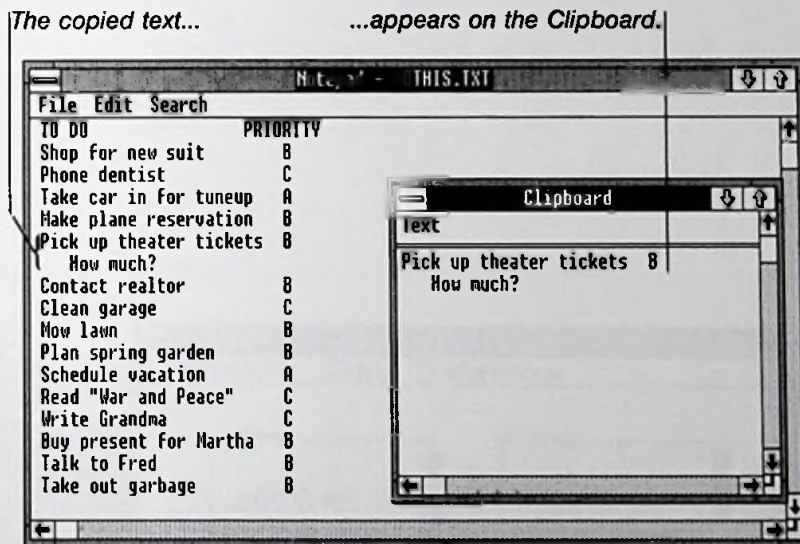 The copied text... ...appears on the Clipboard.
Notepad - THIS.TXT
File Edit Search
TO DO PRIORITY
Shop for new suit B
Phone dentist C
Take car in for tuneup A
Make plane reservation B
Pick up theater tickets B
How much?
Contact realtor B
Clean garage C
Mow lawn B
Plan spring garden B
Schedule vacation A
Read "War and Peace" C
Write Grandma C
Buy present for Martha B
Talk to Fred B
Take out garbage B
Clipboard
Text
Pick up theater tickets B
How much?